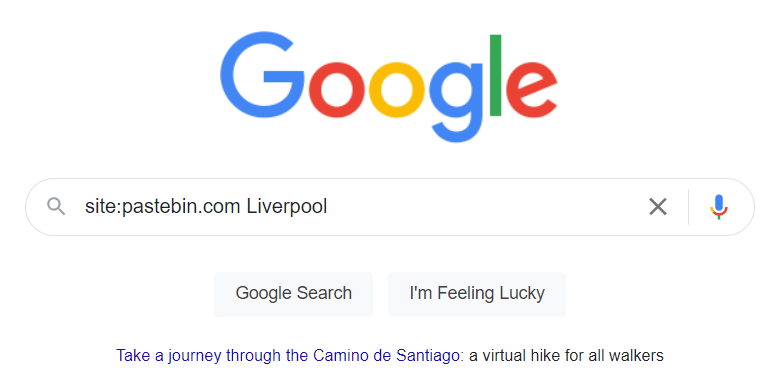 Google
site:pastebin.com Liverpool
Google Search I'm Feeling Lucky
Take a journey through the Camino de Santiago: a virtual hike for all walkers